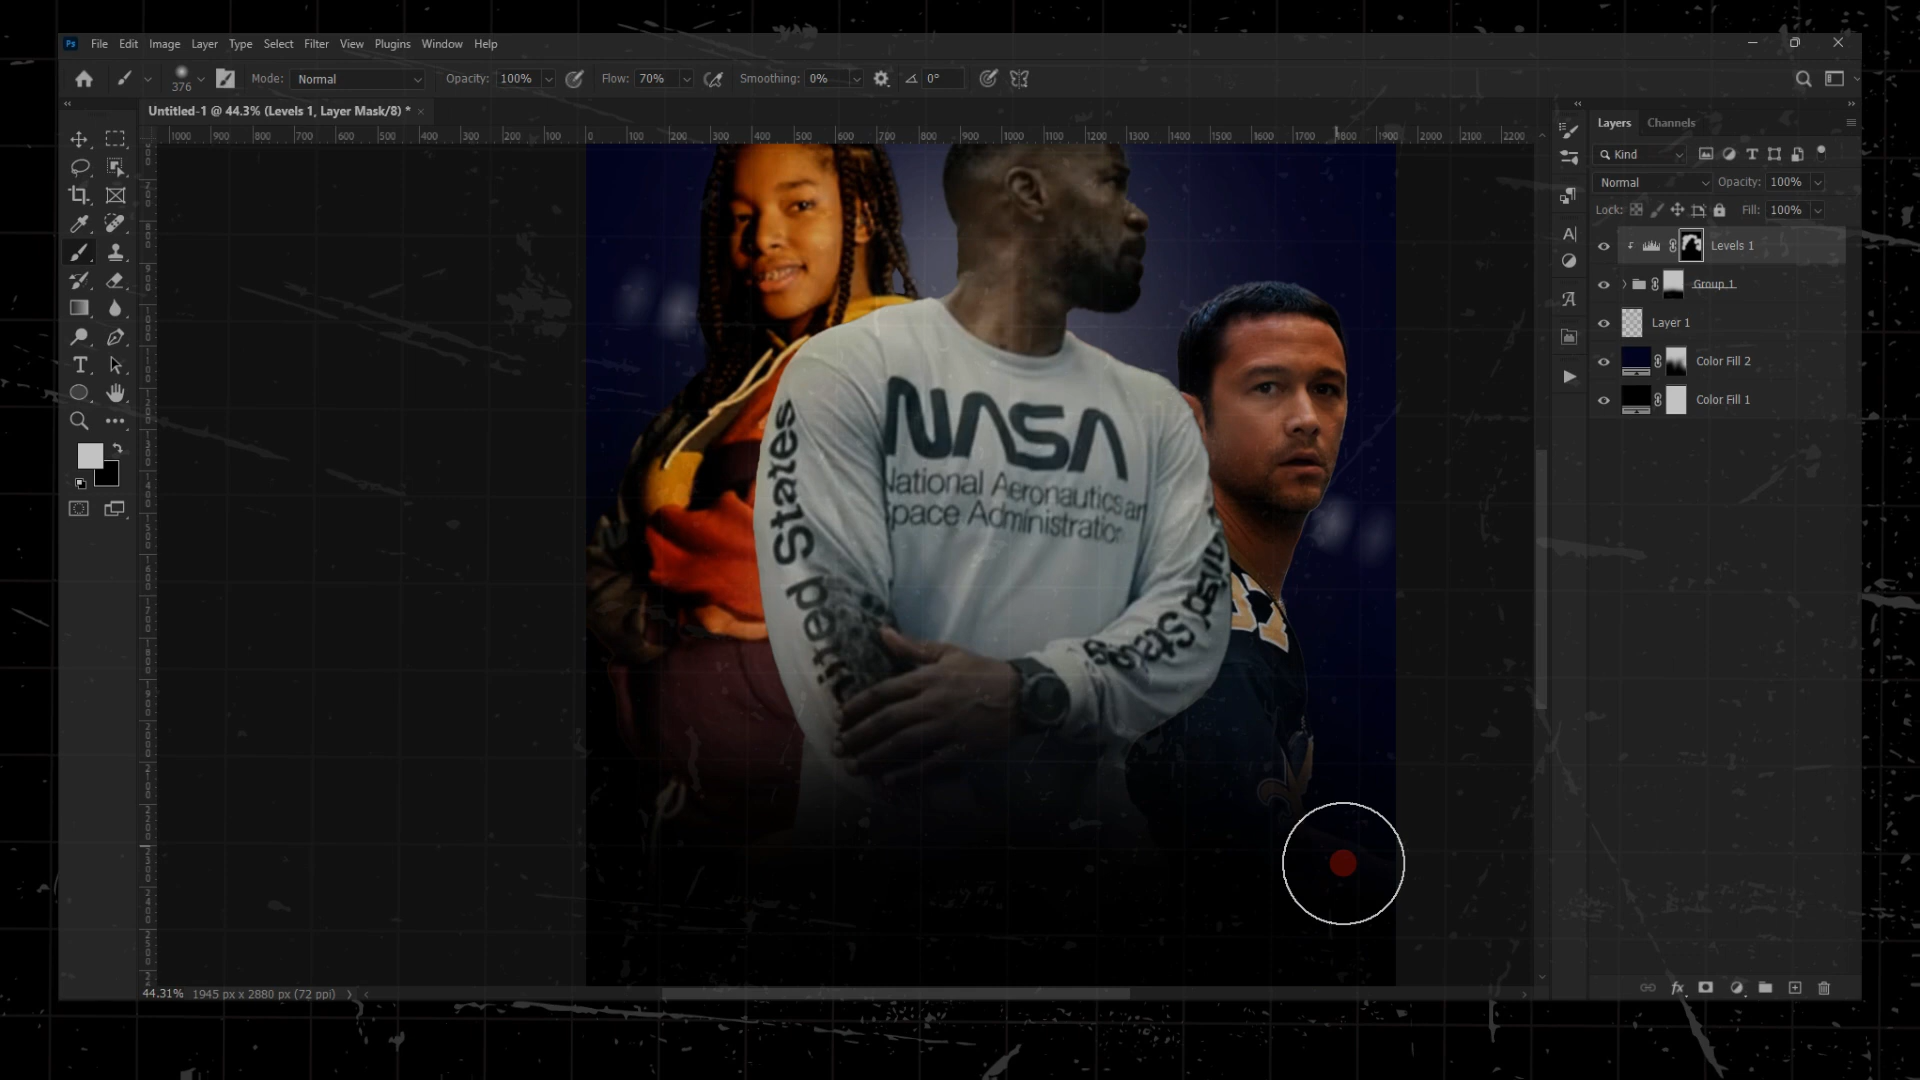 Ps File Edit Image Layer Type Select Filter View Plugins Window Help
376 Mode: Normal Opacity: 100% Flow: 70% Smoothing: 0% 0°
Untitled-1 @ 44.3% (Levels 1, Layer Mask/8) * ×
1000 900 800 700 600 500 400 300 200 100 0 100 200 300 400 500 600 700 800 900 1000 1100 1200 1300 1400 1500 1600 1700 1800 1900 2000 2100 2200
Layers Channels
Kind
Normal Opacity: 100%
Lock: Fill: 100%
Levels 1
Group 1
Layer 1
Color Fill 2
Color Fill 1
NASA
National Aeronautics an
Space Administration
United States
States
44.31% 1945 px x 2880 px (72 ppi)